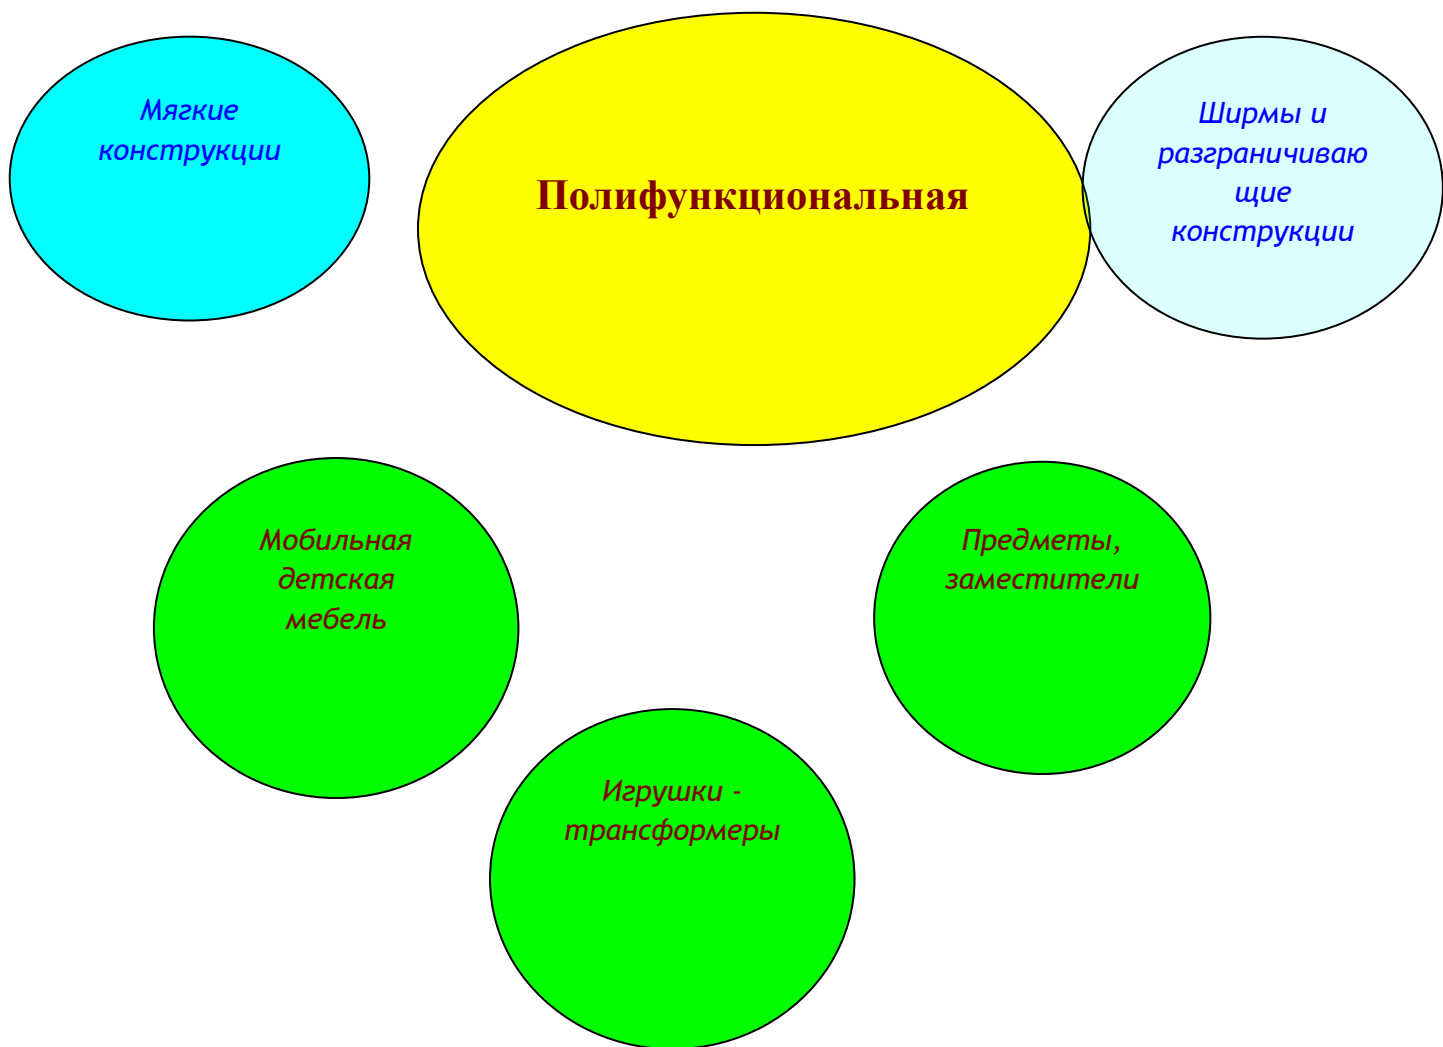 Мягкие
конструкции
Полифункциональная
Ширмы и
разграничиваю
щие
конструкции
Мобильная
детская
мебель
Предметы,
заместители
Игрушки -
трансформеры